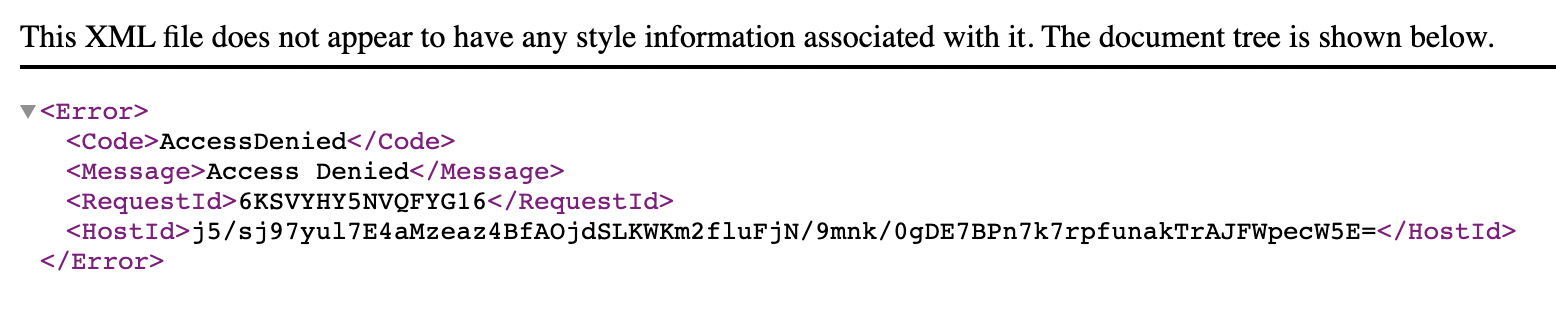 This XML file does not appear to have any style information associated with it. The document tree is shown below.
<Error>
<Code>AccessDenied</Code>
<Message>Access Denied</Message>
<RequestId>6KSVYHY5NVQFYG16</RequestId>
<HostId>j5/sj97yul7E4aMzeaz4BfAOjdSLKWKm2fluFjN/9mnk/0gDE7BPn7k7rpfunakTrAJFWpecW5E=</HostId>
</Error>